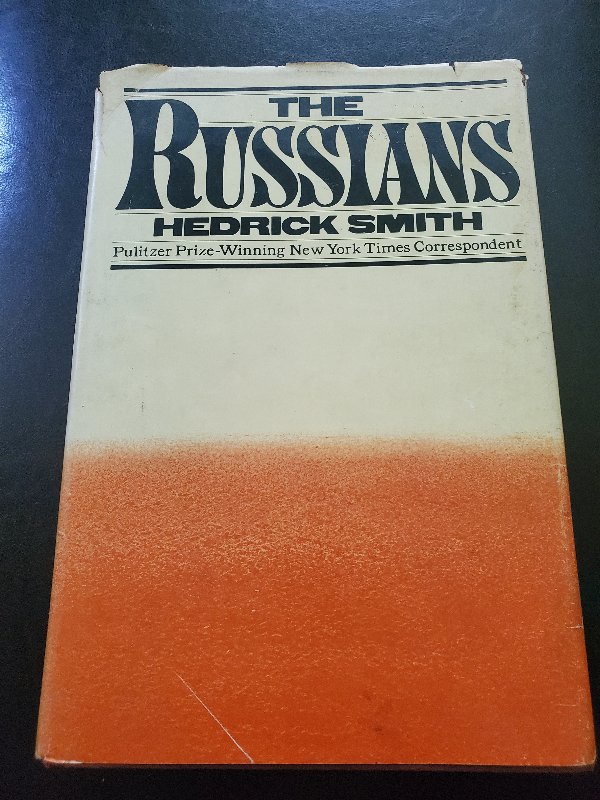 THE
RUSSIANS
HEDRICK SMITH
Pulitzer Prize-Winning New York Times Correspondent